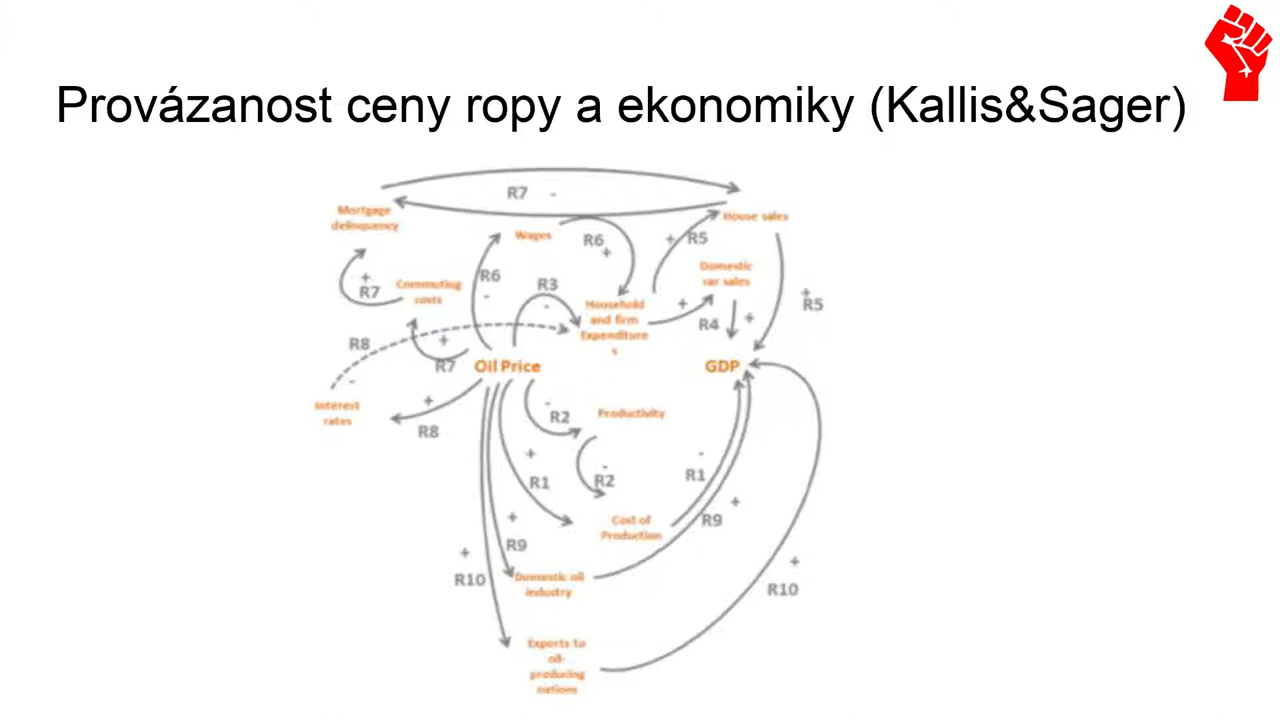 Provázanost ceny ropy a ekonomiky (Kallis&Sager)
R7 -
Mortgage
delinquency
House sales
Wages
R6
+
+ R5
R6
-
R3
-
Domestic
car sales
+
R7
Commuting
costs
Household
and firm
Expenditure
s
+
R4
+
+
R5
R8
-
+
R7
Oil Price
GDP
Interest
rates
+
R8
-
R2
Productivity
+
R1
-
R2
-
R1
+
R9
Cost of
Production
+
R9
+
R10
Domestic oil
industry
+
R10
Exports to
oil-
producing
nations